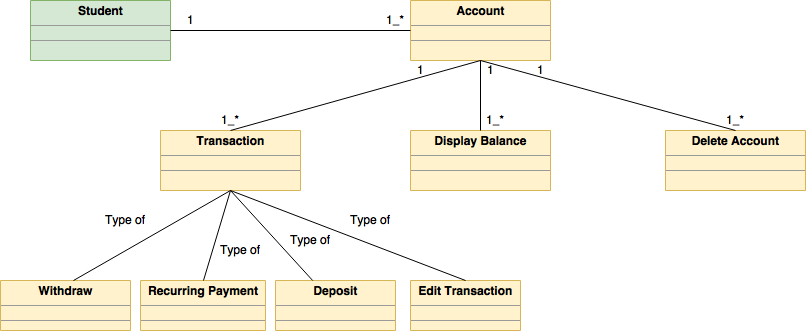 Student
Account
1
1_*
1
1
1
1_*
1_*
1_*
Transaction
Display Balance
Delete Account
Type of
Type of
Type of
Type of
Withdraw
Recurring Payment
Deposit
Edit Transaction